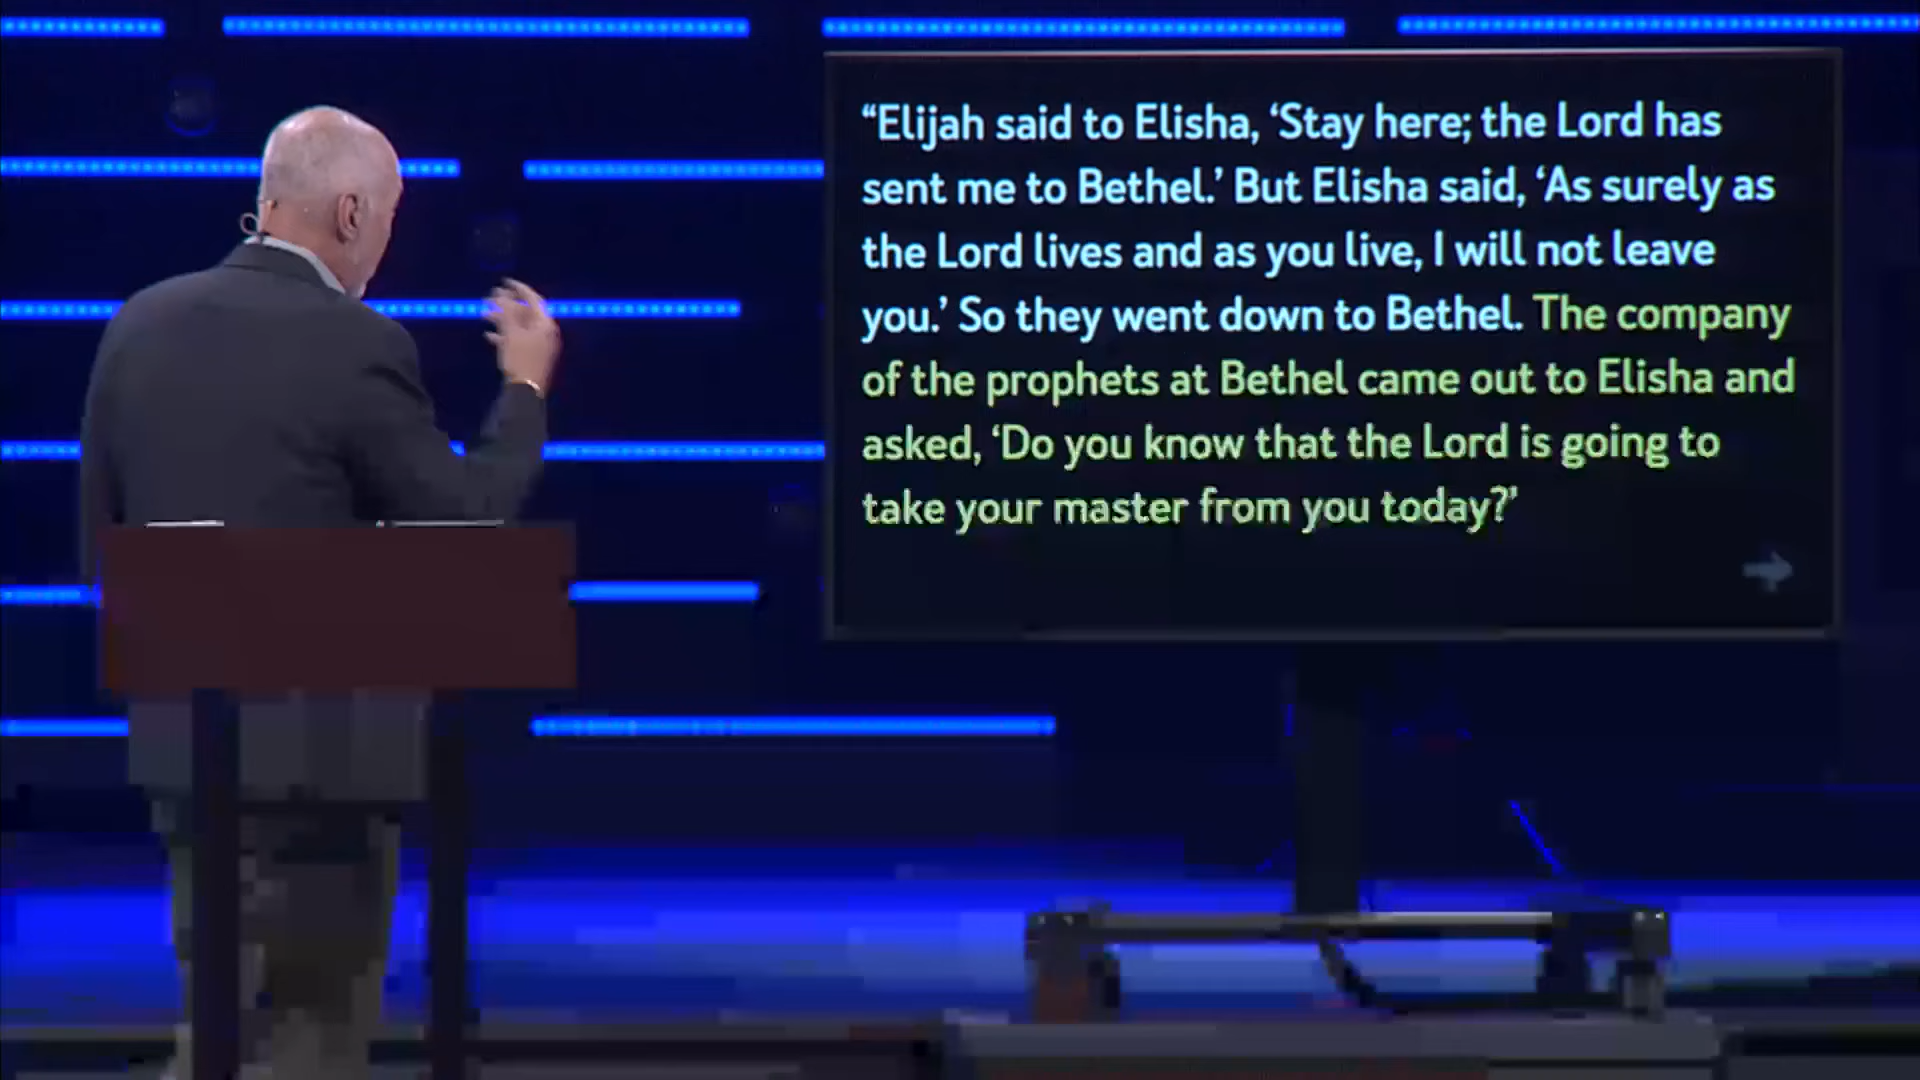 “Elijah said to Elisha, ‘Stay here; the Lord has
sent me to Bethel.’ But Elisha said, ‘As surely as
the Lord lives and as you live, I will not leave
you.’ So they went down to Bethel. The company
of the prophets at Bethel came out to Elisha and
asked, ‘Do you know that the Lord is going to
take your master from you today?’